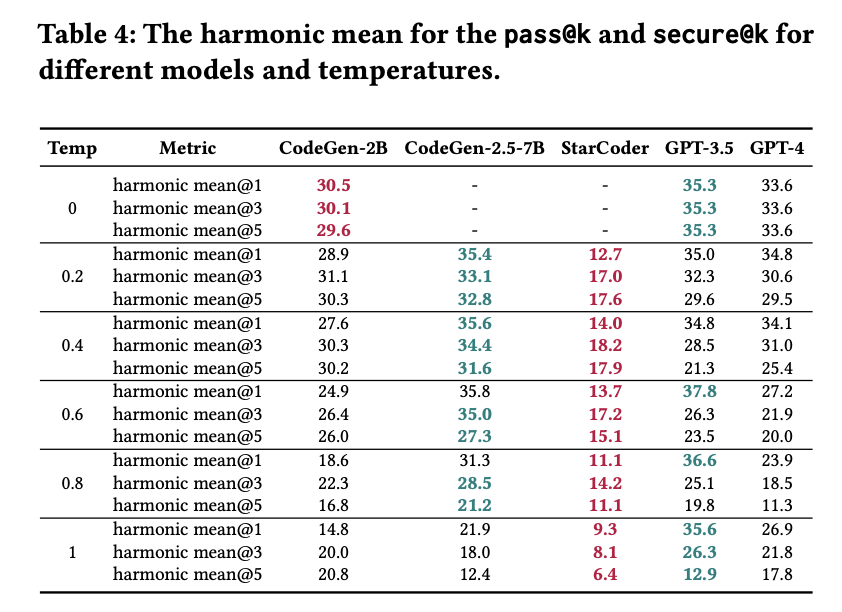 Table 4: The harmonic mean for the pass@k and secure@k for
different models and temperatures.
Temp Metric CodeGen-2B CodeGen-2.5-7B StarCoder GPT-3.5 GPT-4
harmonic mean@1 30.5 - - 35.3 33.6
0 harmonic mean@3 30.1 - - 35.3 33.6
harmonic mean@5 29.6 - - 35.3 33.6
harmonic mean@1 28.9 35.4 12.7 35.0 34.8
0.2 harmonic mean@3 31.1 33.1 17.0 32.3 30.6
harmonic mean@5 30.3 32.8 17.6 29.6 29.5
harmonic mean@1 27.6 35.6 14.0 34.8 34.1
0.4 harmonic mean@3 30.3 34.4 18.2 28.5 31.0
harmonic mean@5 30.2 31.6 17.9 21.3 25.4
harmonic mean@1 24.9 35.8 13.7 37.8 27.2
0.6 harmonic mean@3 26.4 35.0 17.2 26.3 21.9
harmonic mean@5 26.0 27.3 15.1 23.5 20.0
harmonic mean@1 18.6 31.3 11.1 36.6 23.9
0.8 harmonic mean@3 22.3 28.5 14.2 25.1 18.5
harmonic mean@5 16.8 21.2 11.1 19.8 11.3
harmonic mean@1 14.8 21.9 9.3 35.6 26.9
1 harmonic mean@3 20.0 18.0 8.1 26.3 21.8
harmonic mean@5 20.8 12.4 6.4 12.9 17.8